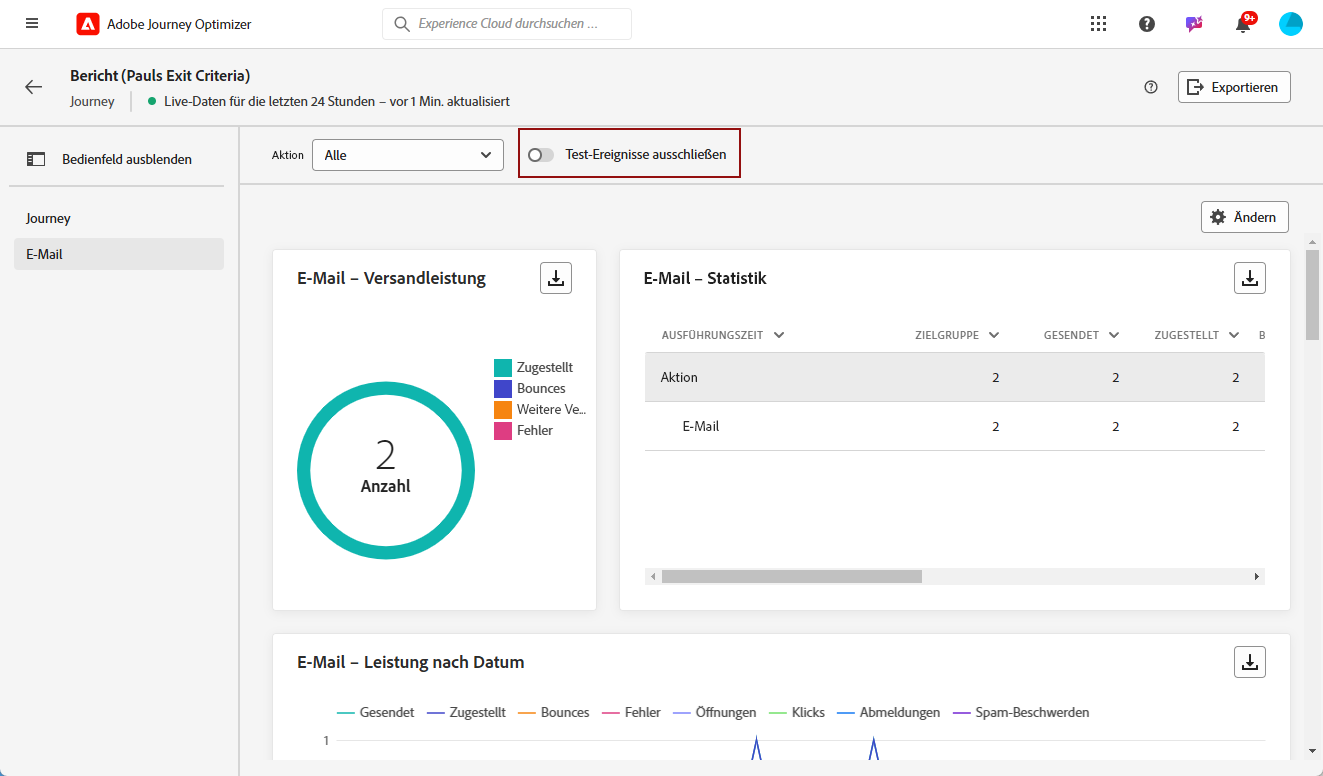 Adobe Journey Optimizer
Experience Cloud durchsuchen ...
9+
Bericht (Pauls Exit Criteria)
Journey
Live-Daten für die letzten 24 Stunden – vor 1 Min. aktualisiert
Exportieren
Bedienfeld ausblenden
Aktion
Alle
Test-Ereignisse ausschließen
Journey
E-Mail
Ändern
E-Mail – Versandleistung
Zugestellt
Bounces
Weitere Ve...
Fehler
2
Anzahl
E-Mail – Statistik
AUSFÜHRUNGSZEIT ZIELGRUPPE GESENDET ZUGESTELLT B
Aktion 2 2 2
E-Mail 2 2 2
E-Mail – Leistung nach Datum
Gesendet Zugestellt Bounces Fehler Öffnungen Klicks Abmeldungen Spam-Beschwerden
1